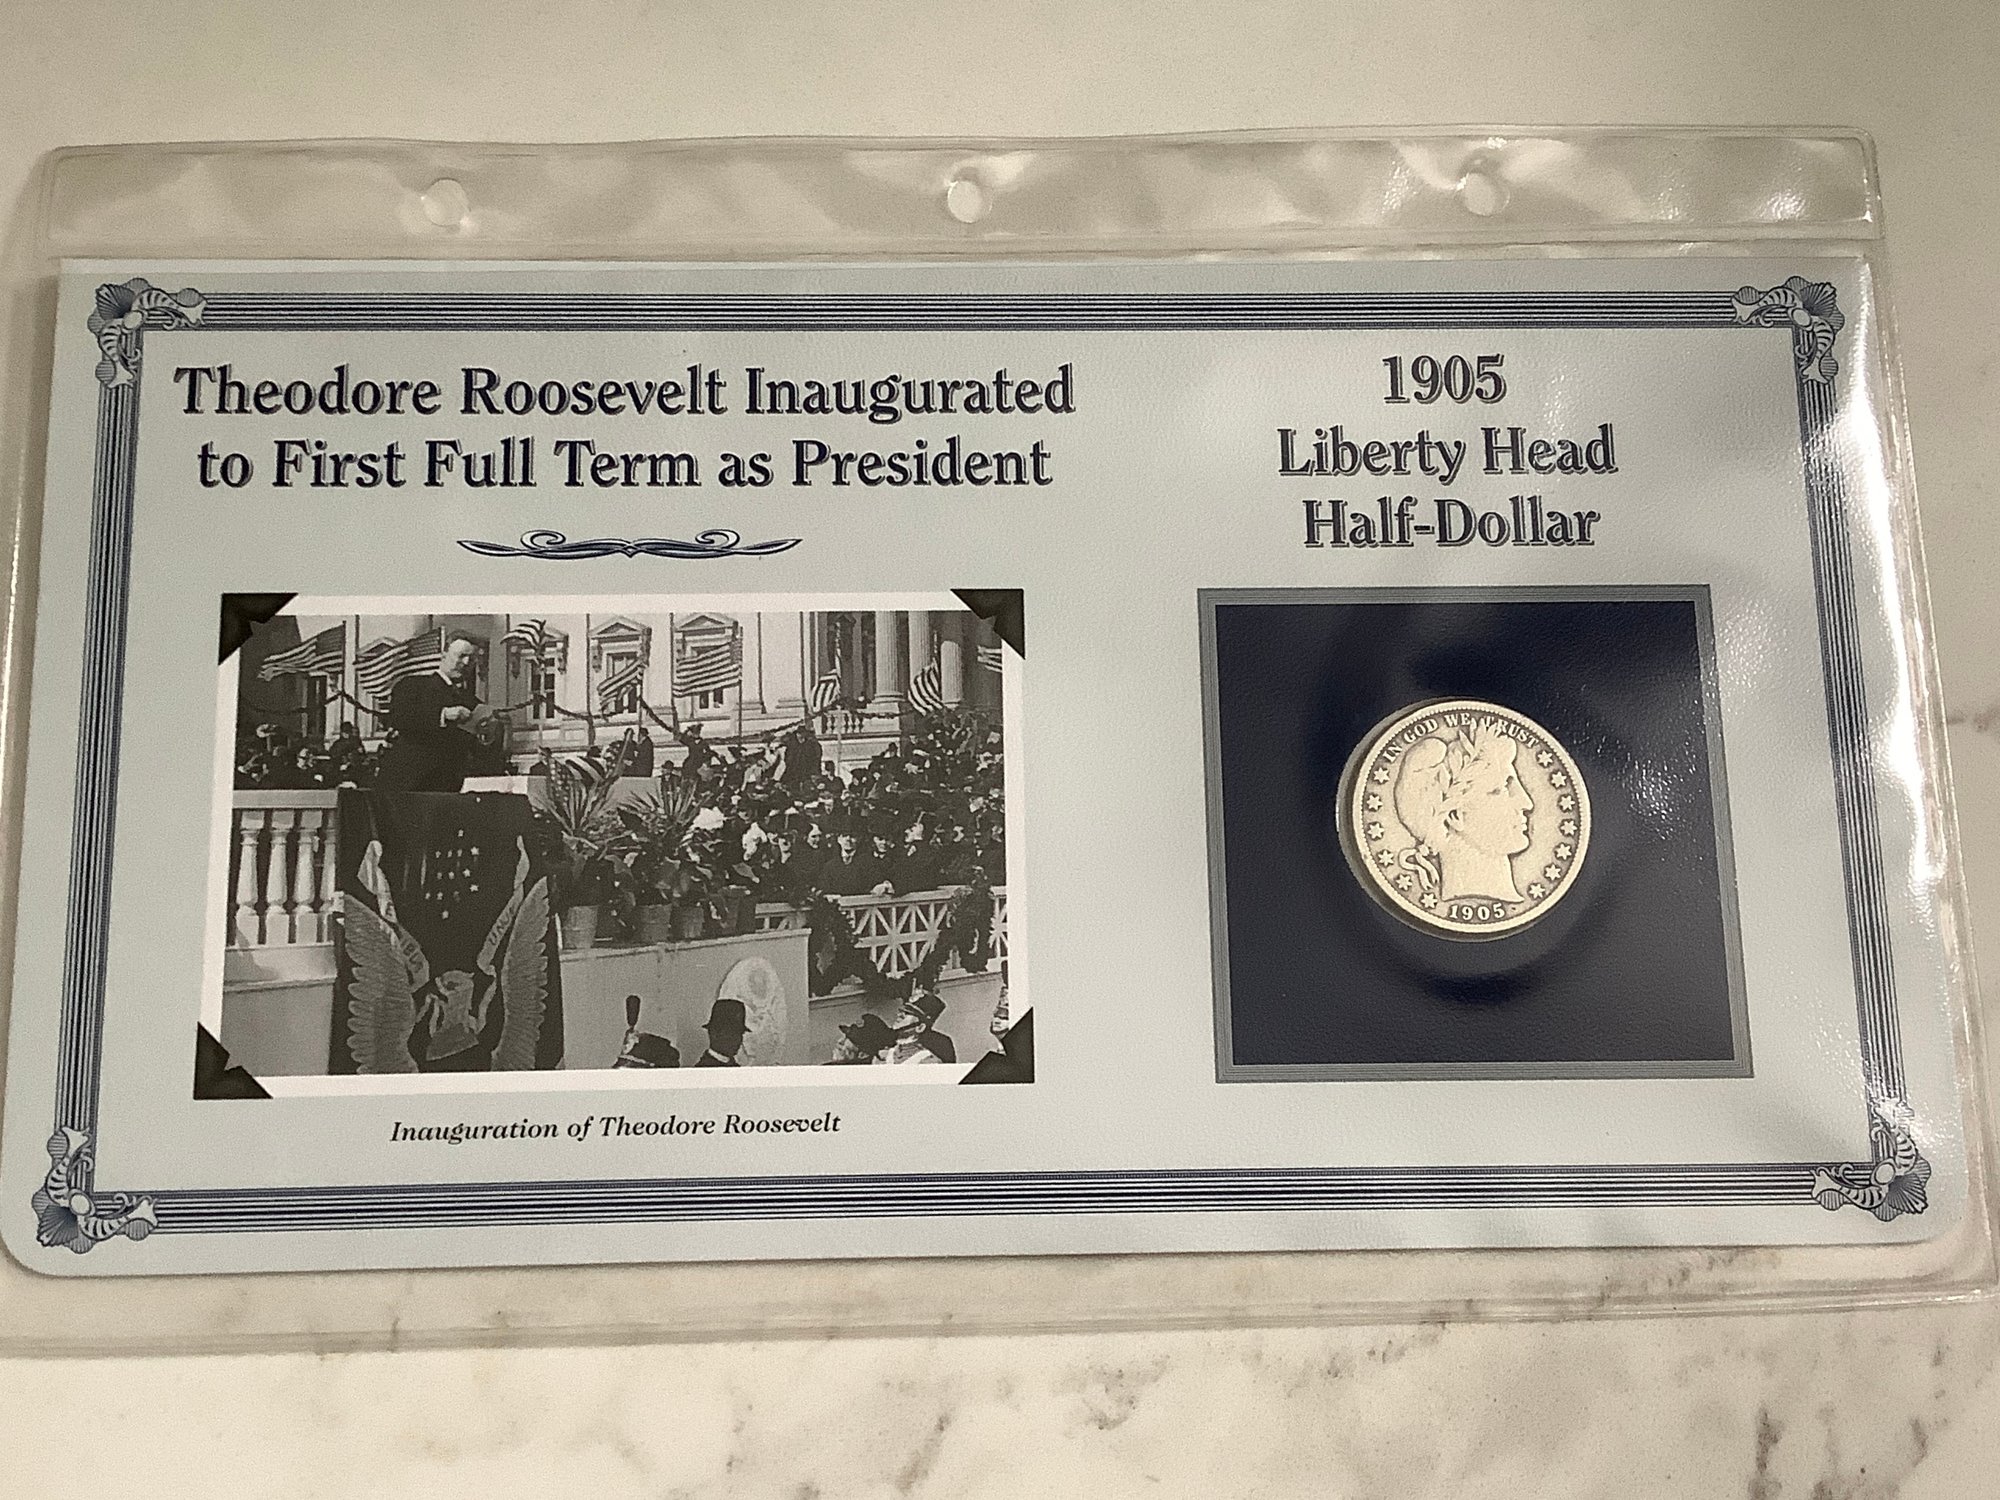 Theodore Roosevelt Inaugurated
to First Full Term as President
1905
Liberty Head
Half-Dollar
IN GOD WE TRUST
1905
Inauguration of Theodore Roosevelt